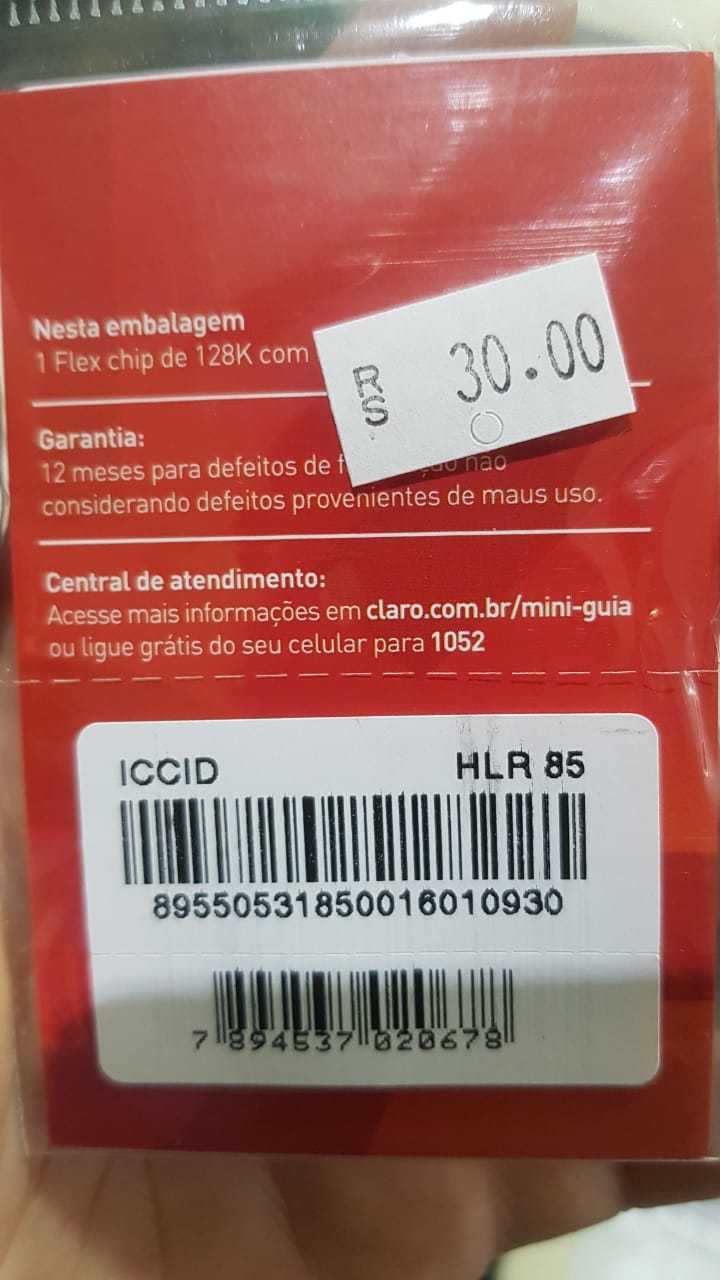 Nesta embalagem
1 Flex chip de 128K com
R$ 30.00
Garantia:
12 meses para defeitos de não
considerando defeitos provenientes de maus uso.
Central de atendimento:
Acesse mais informações em claro.com.br/mini-guia
ou ligue grátis do seu celular para 1052
ICCID HLR 85
89550531850016010930
7 894537 020678